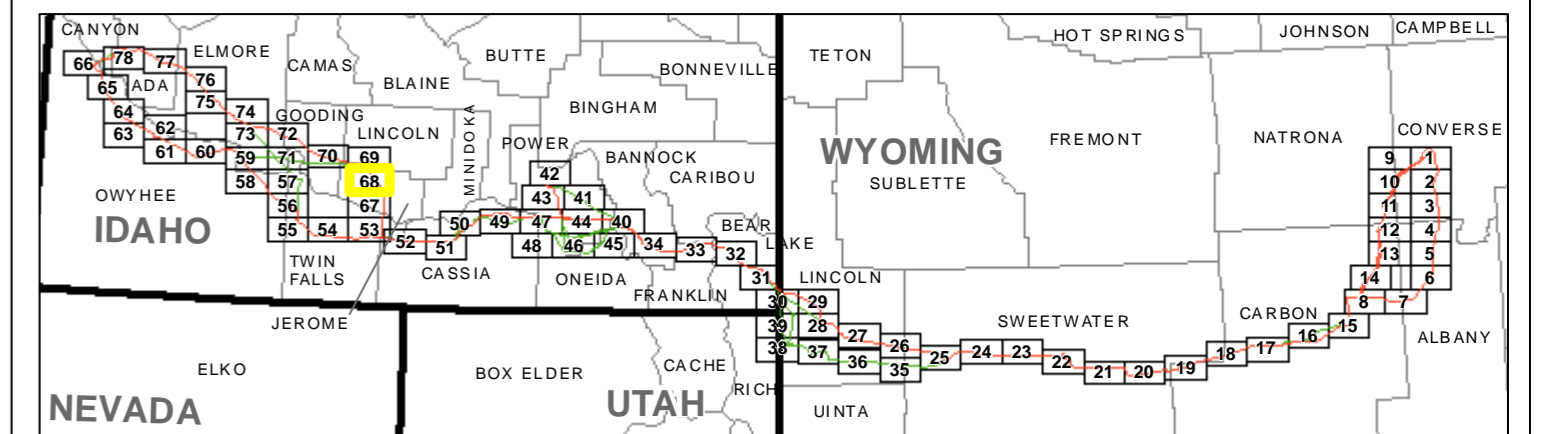 CANYON
HOT SPRINGS
JOHNSON
CAMPBELL
ELMORE
BUTTE
TETON
CAMAS
BONNEVILLE
66
78
77
76
65
ADA
BLAINE
75
BINGHAM
64
74
GOODING
63
62
73
72
LINCOLN
MINIDOKA
POWER
WYOMING
FREMONT
NATRONA
CONVERSE
61
60
59
71
70
69
BANNOCK
9
1
58
57
68
42
CARIBOU
SUBLETTE
10
2
OWYHEE
56
67
43
41
11
3
IDAHO
55
54
53
50
49
47
44
40
BEAR LAKE
12
4
52
51
48
46
45
34
33
32
13
5
TWIN FALLS
CASSIA
ONEIDA
31
LINCOLN
14
6
FRANKLIN
30
29
8
7
JEROME
39
28
27
SWEETWATER
CARBON
16
15
ALBANY
38
37
26
25
24
23
22
18
17
ELKO
BOX ELDER
CACHE
36
35
21
20
19
RICH
NEVADA
UTAH
UINTA